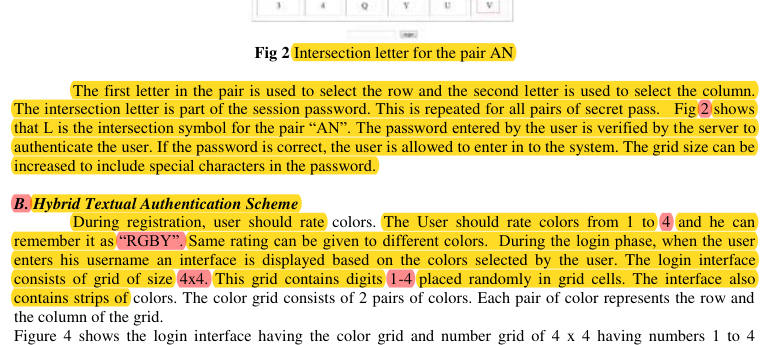 3 4 Q Y U V
Fig 2 Intersection letter for the pair AN
The first letter in the pair is used to select the row and the second letter is used to select the column.
The intersection letter is part of the session password. This is repeated for all pairs of secret pass. Fig 2 shows
that L is the intersection symbol for the pair “AN”. The password entered by the user is verified by the server to
authenticate the user. If the password is correct, the user is allowed to enter in to the system. The grid size can be
increased to include special characters in the password.
B. Hybrid Textual Authentication Scheme
During registration, user should rate colors. The User should rate colors from 1 to 4 and he can
remember it as “RGBY”. Same rating can be given to different colors. During the login phase, when the user
enters his username an interface is displayed based on the colors selected by the user. The login interface
consists of grid of size 4x4. This grid contains digits 1-4 placed randomly in grid cells. The interface also
contains strips of colors. The color grid consists of 2 pairs of colors. Each pair of color represents the row and
the column of the grid.
Figure 4 shows the login interface having the color grid and number grid of 4 x 4 having numbers 1 to 4